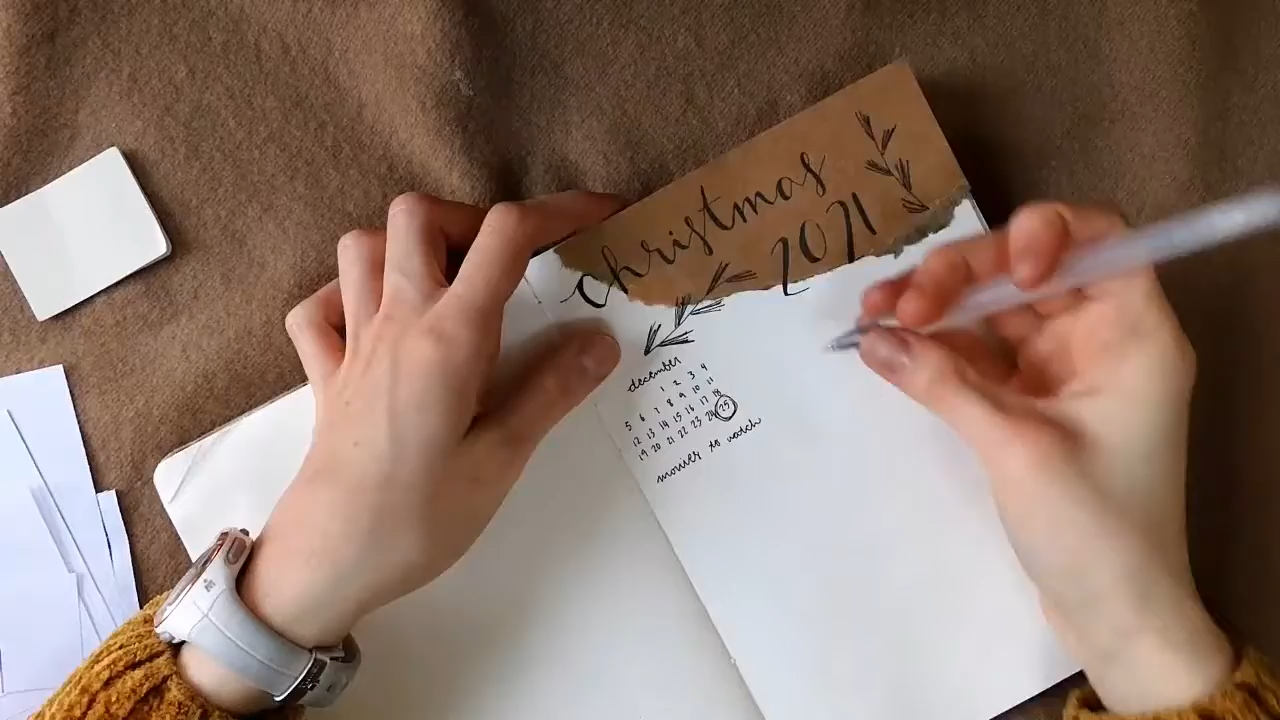 christmas
2021
december
1 2 3 4
5 6 7 8 9 10 11
12 13 14 15 16 17 18
19 20 21 22 23 24 25
movies to watch